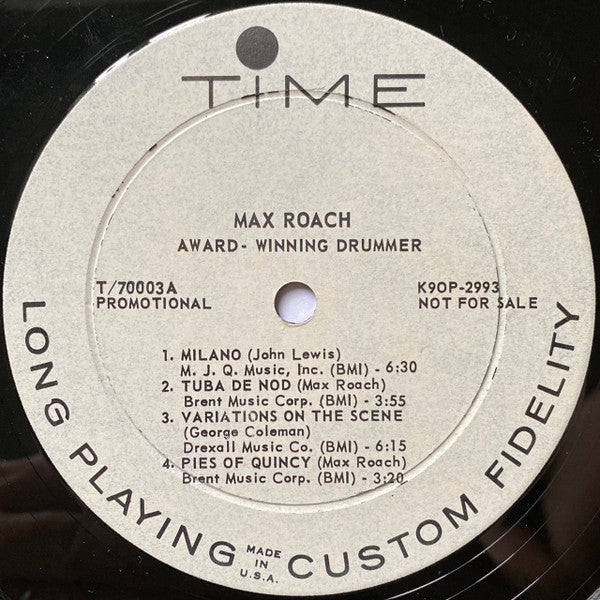 TIME
MAX ROACH
AWARD- WINNING DRUMMER
T/70003A
PROMOTIONAL
K90P-2993
NOT FOR SALE
1. MILANO (John Lewis)
M. J. Q. Music, Inc. (BMI) - 6:30
2. TUBA DE NOD (Max Roach)
Brent Music Corp. (BMI) - 3:55
3. VARIATIONS ON THE SCENE
(George Coleman)
Drexall Music Co. (BMI) - 6:15
4. PIES OF QUINCY (Max Roach)
Brent Music Corp. (BMI) - 3:20
LONG PLAYING CUSTOM FIDELITY
MADE
IN
U.S.A.